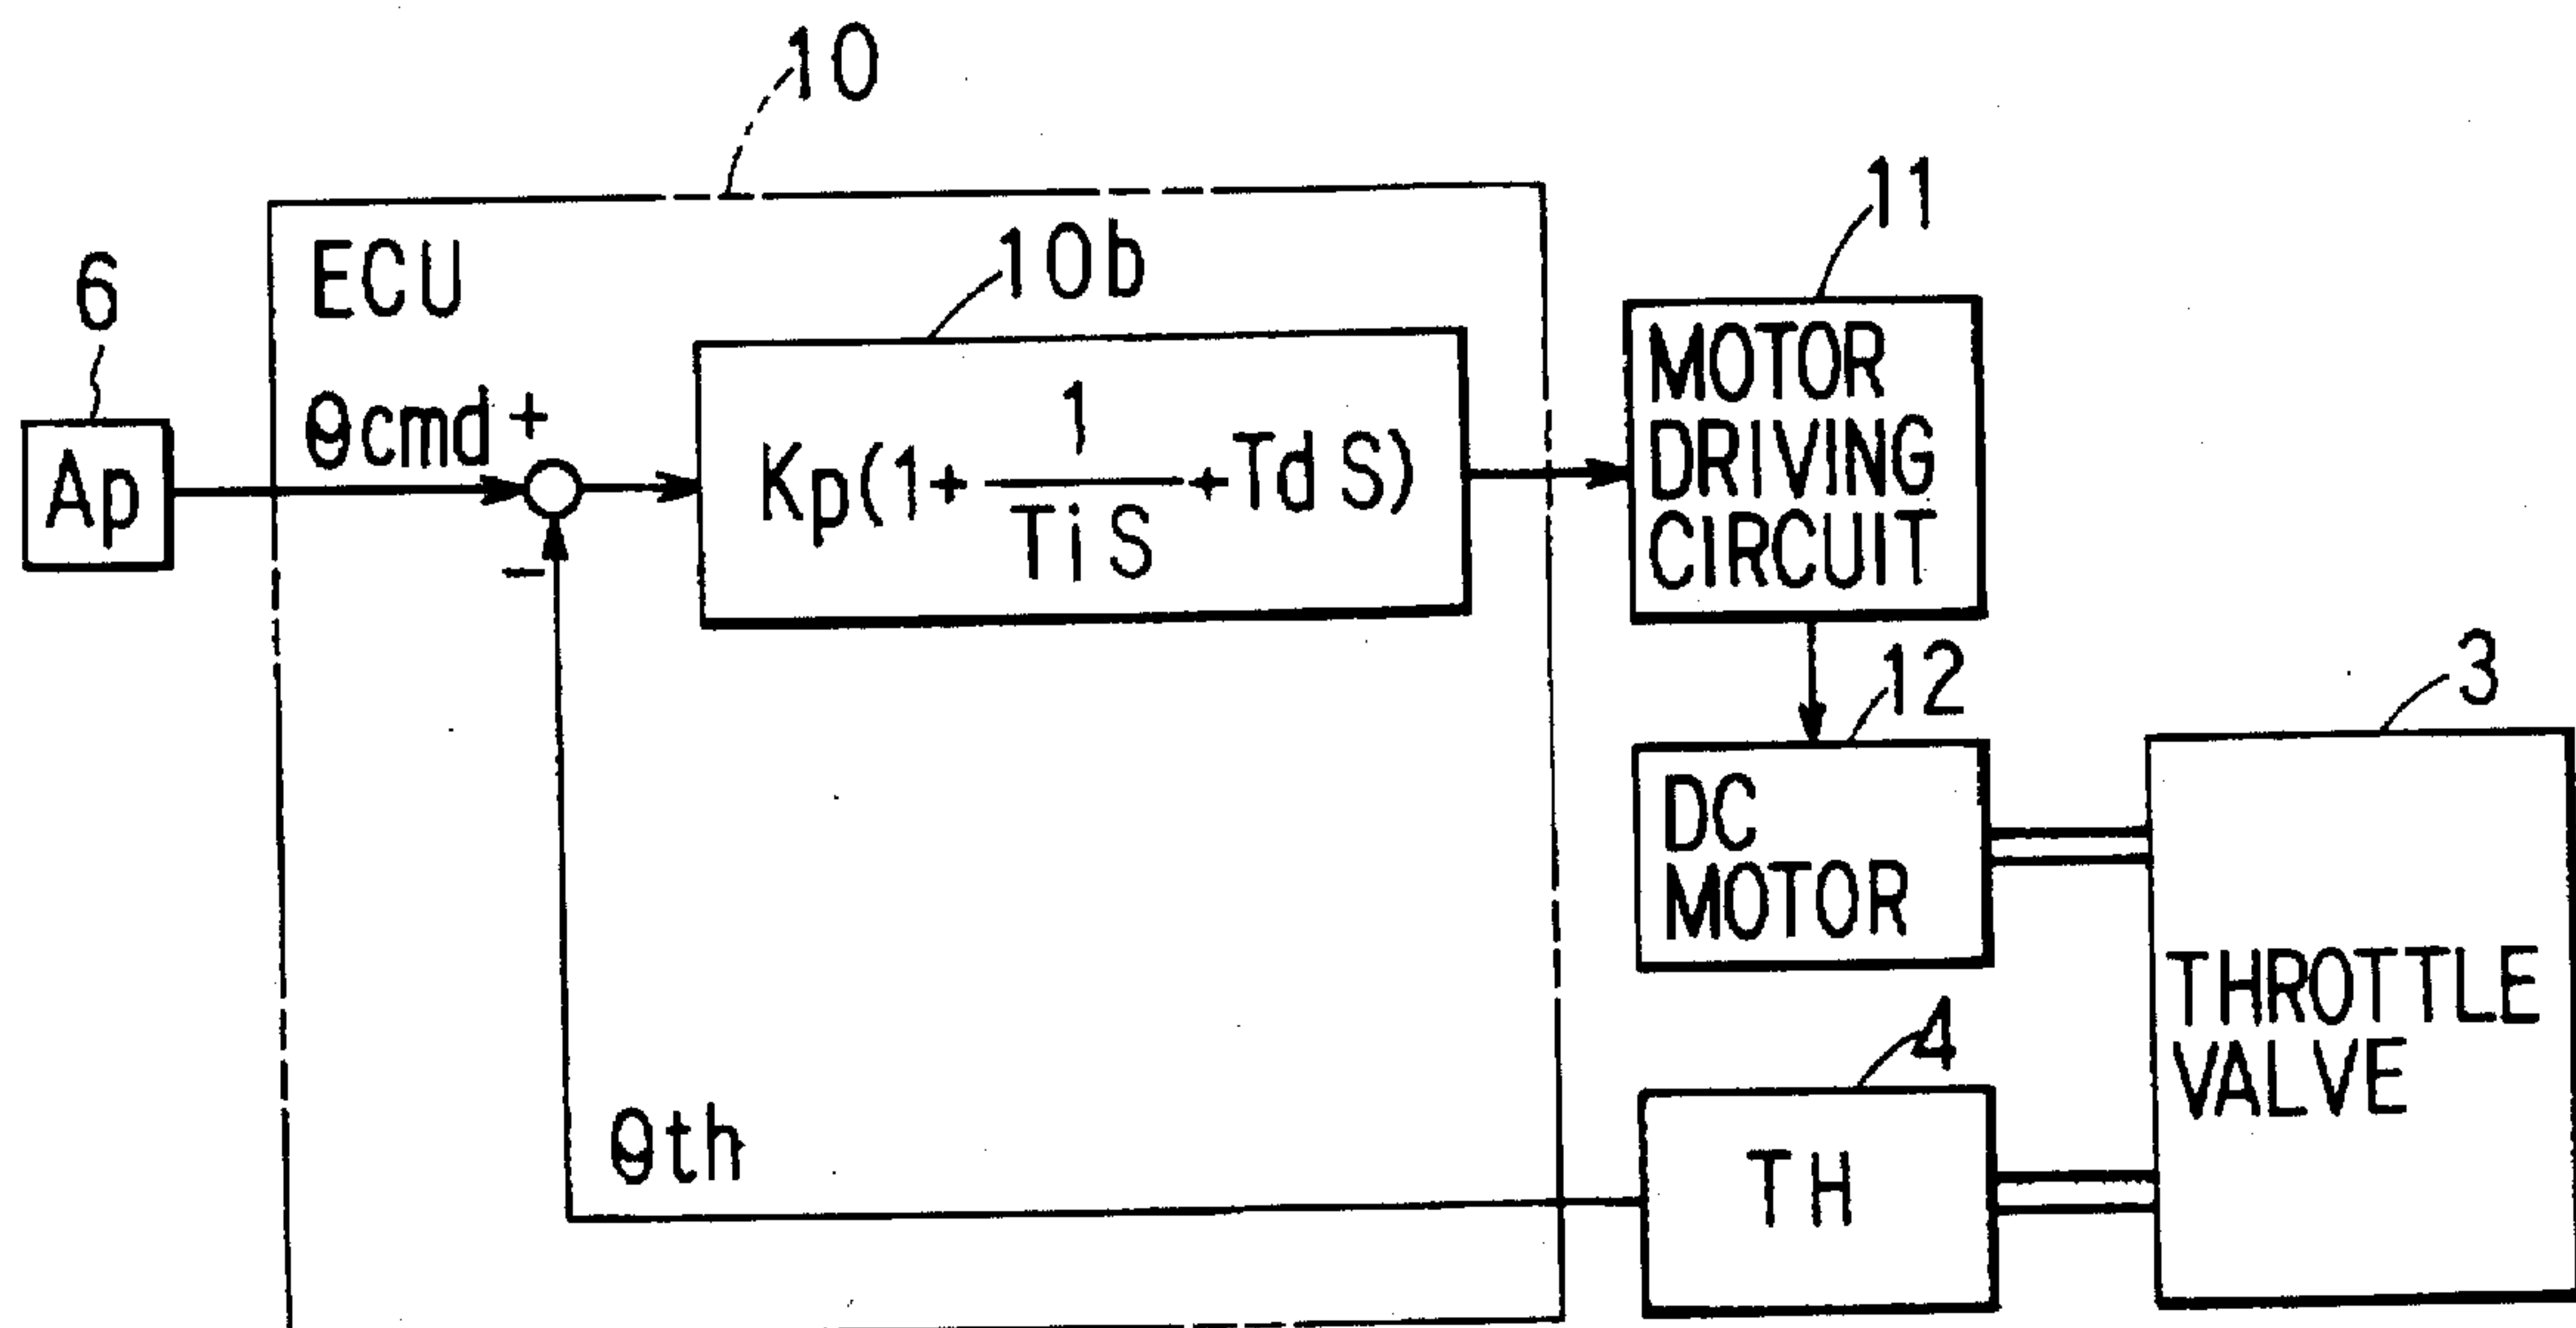 10
ECU
10b
11
6
θcmd +
-
Ap
Kp(1+ 1/TiS +TdS)
MOTOR
DRIVING
CIRCUIT
12
3
DC
MOTOR
4
THROTTLE
VALVE
θth
TH